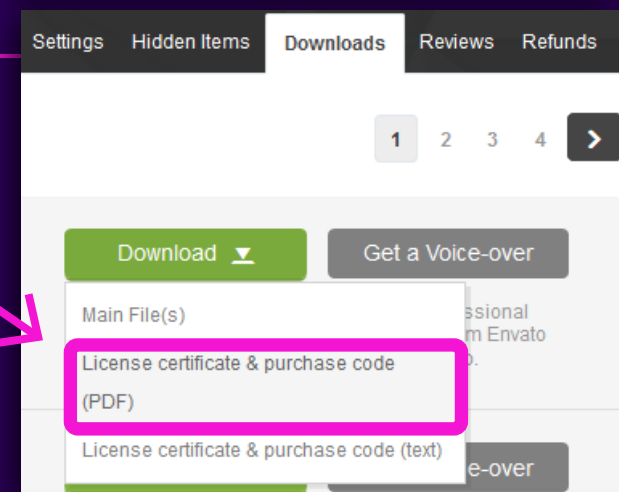 Settings Hidden Items Downloads Reviews Refunds
1 2 3 4
Download Get a Voice-over
Main File(s)
License certificate & purchase code
(PDF)
License certificate & purchase code (text)
Envato